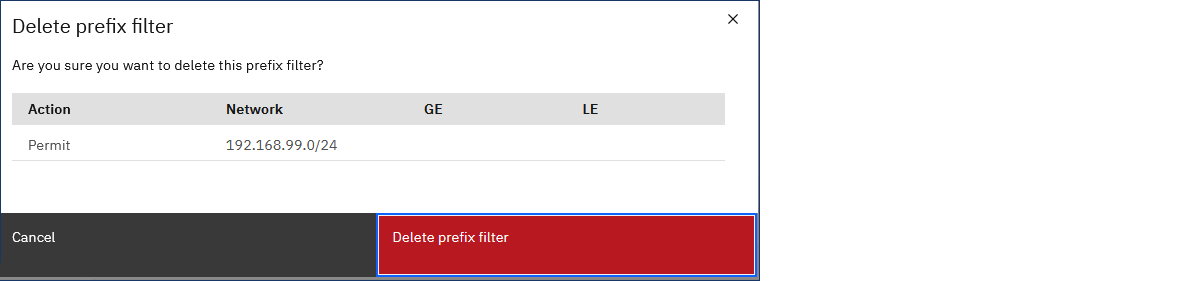 Delete prefix filter
Are you sure you want to delete this prefix filter?
Action Network GE LE
Permit 192.168.99.0/24
Cancel Delete prefix filter